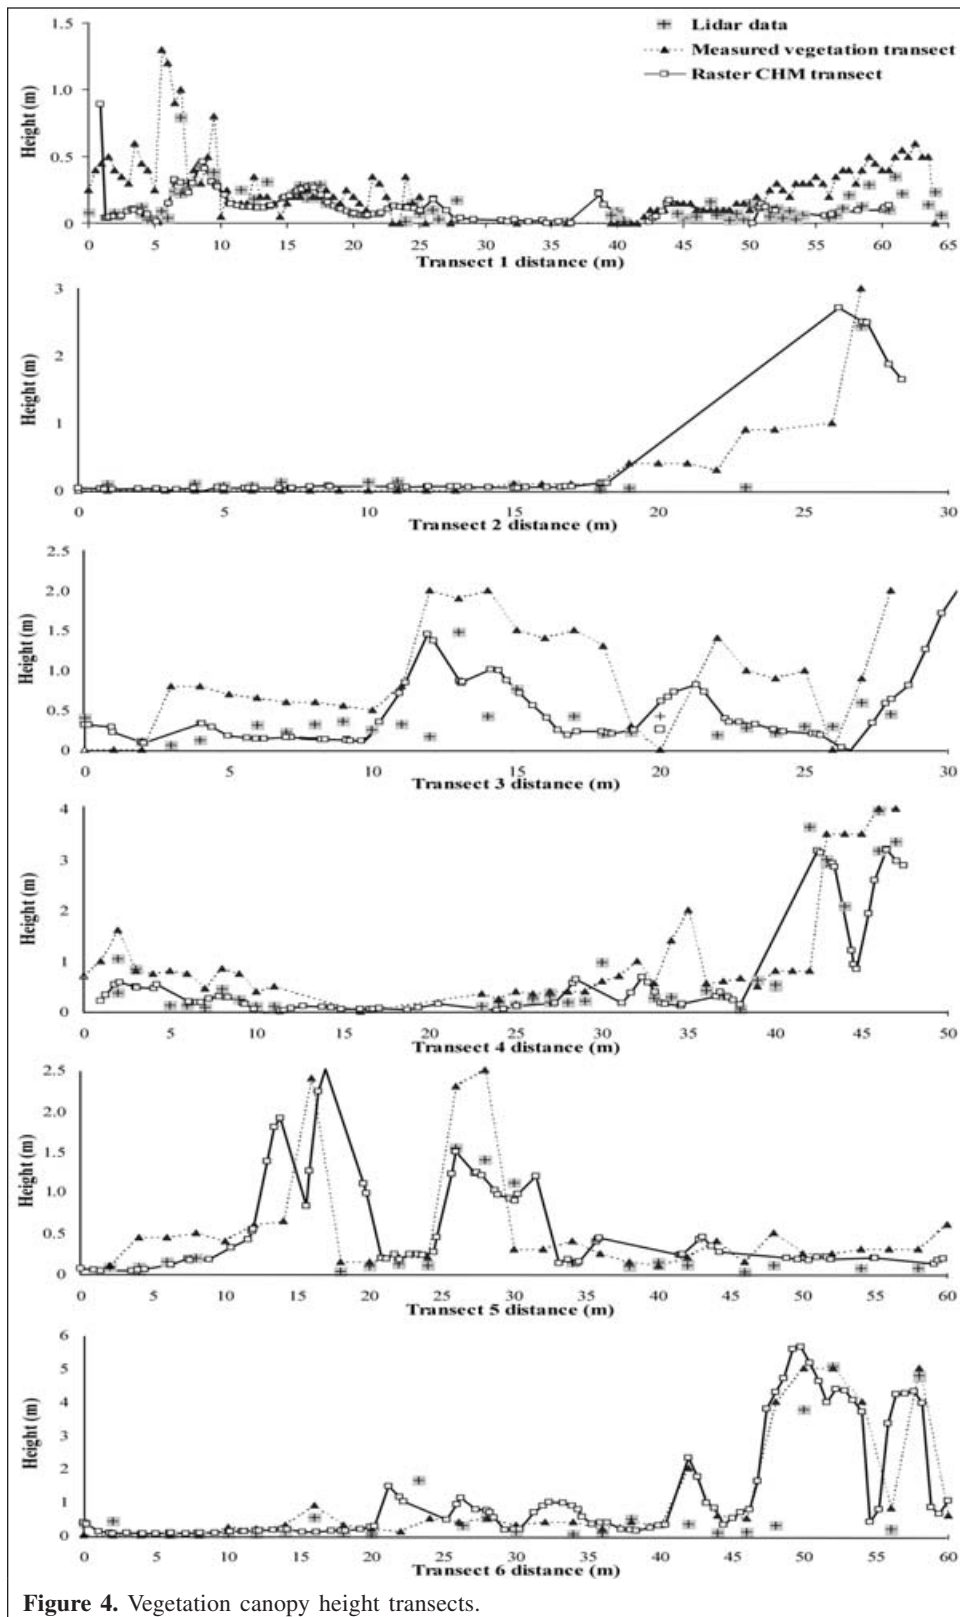 Lidar data
Measured vegetation transect
Raster CHM transect
Height (m)
1.5
1.0
0.5
0
0 5 10 15 20 25 30 35 40 45 50 55 60 65
Transect 1 distance (m)
Height (m)
3
2
1
0
0 5 10 15 20 25 30
Transect 2 distance (m)
Height (m)
2.5
2.0
1.5
1.0
0.5
0
0 5 10 15 20 25 30
Transect 3 distance (m)
Height (m)
4
3
2
1
0
0 5 10 15 20 25 30 35 40 45 50
Transect 4 distance (m)
Height (m)
2.5
2.0
1.5
1.0
0.5
0
0 5 10 15 20 25 30 35 40 45 50 55 60
Transect 5 distance (m)
Height (m)
6
5
4
3
2
1
0
0 5 10 15 20 25 30 35 40 45 50 55 60
Transect 6 distance (m)
Figure 4. Vegetation canopy height transects.